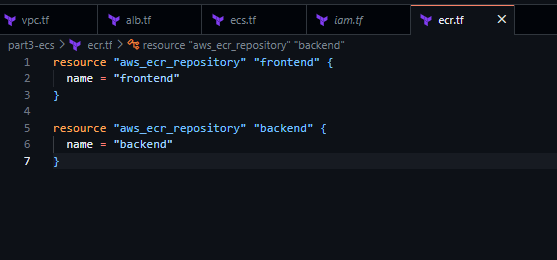 vpc.tf alb.tf ecs.tf iam.tf ecr.tf
part3-ecs > ecr.tf > resource "aws_ecr_repository" "backend"
1 resource "aws_ecr_repository" "frontend" {
2   name = "frontend"
3 }
4
5 resource "aws_ecr_repository" "backend" {
6   name = "backend"
7 }